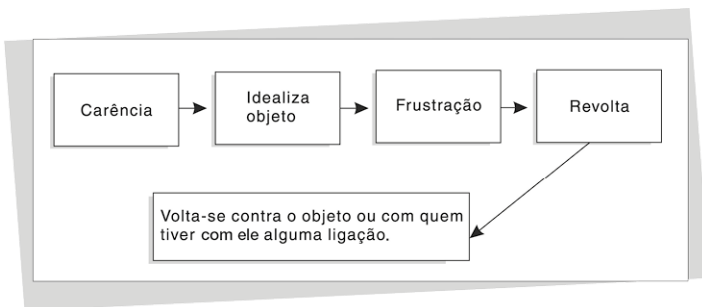 Carência
Idealiza
objeto
Frustração
Revolta
Volta-se contra o objeto ou com quem
tiver com ele alguma ligação.